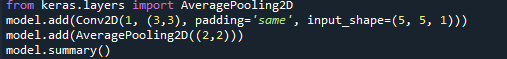 from keras.layers import AveragePooling2D
model.add(Conv2D(1, (3,3), padding='same', input_shape=(5, 5, 1)))
model.add(AveragePooling2D((2,2)))
model.summary()